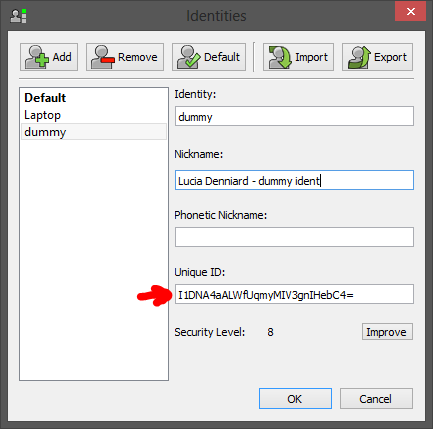 Identities
Add Remove Default Import Export
Default
Laptop
dummy
Identity:
dummy
Nickname:
Lucia Denniard - dummy ident
Phonetic Nickname:
Unique ID:
I1DNA4aALWfUqmyMIV3gnIHebC4=
Security Level: 8 Improve
OK Cancel